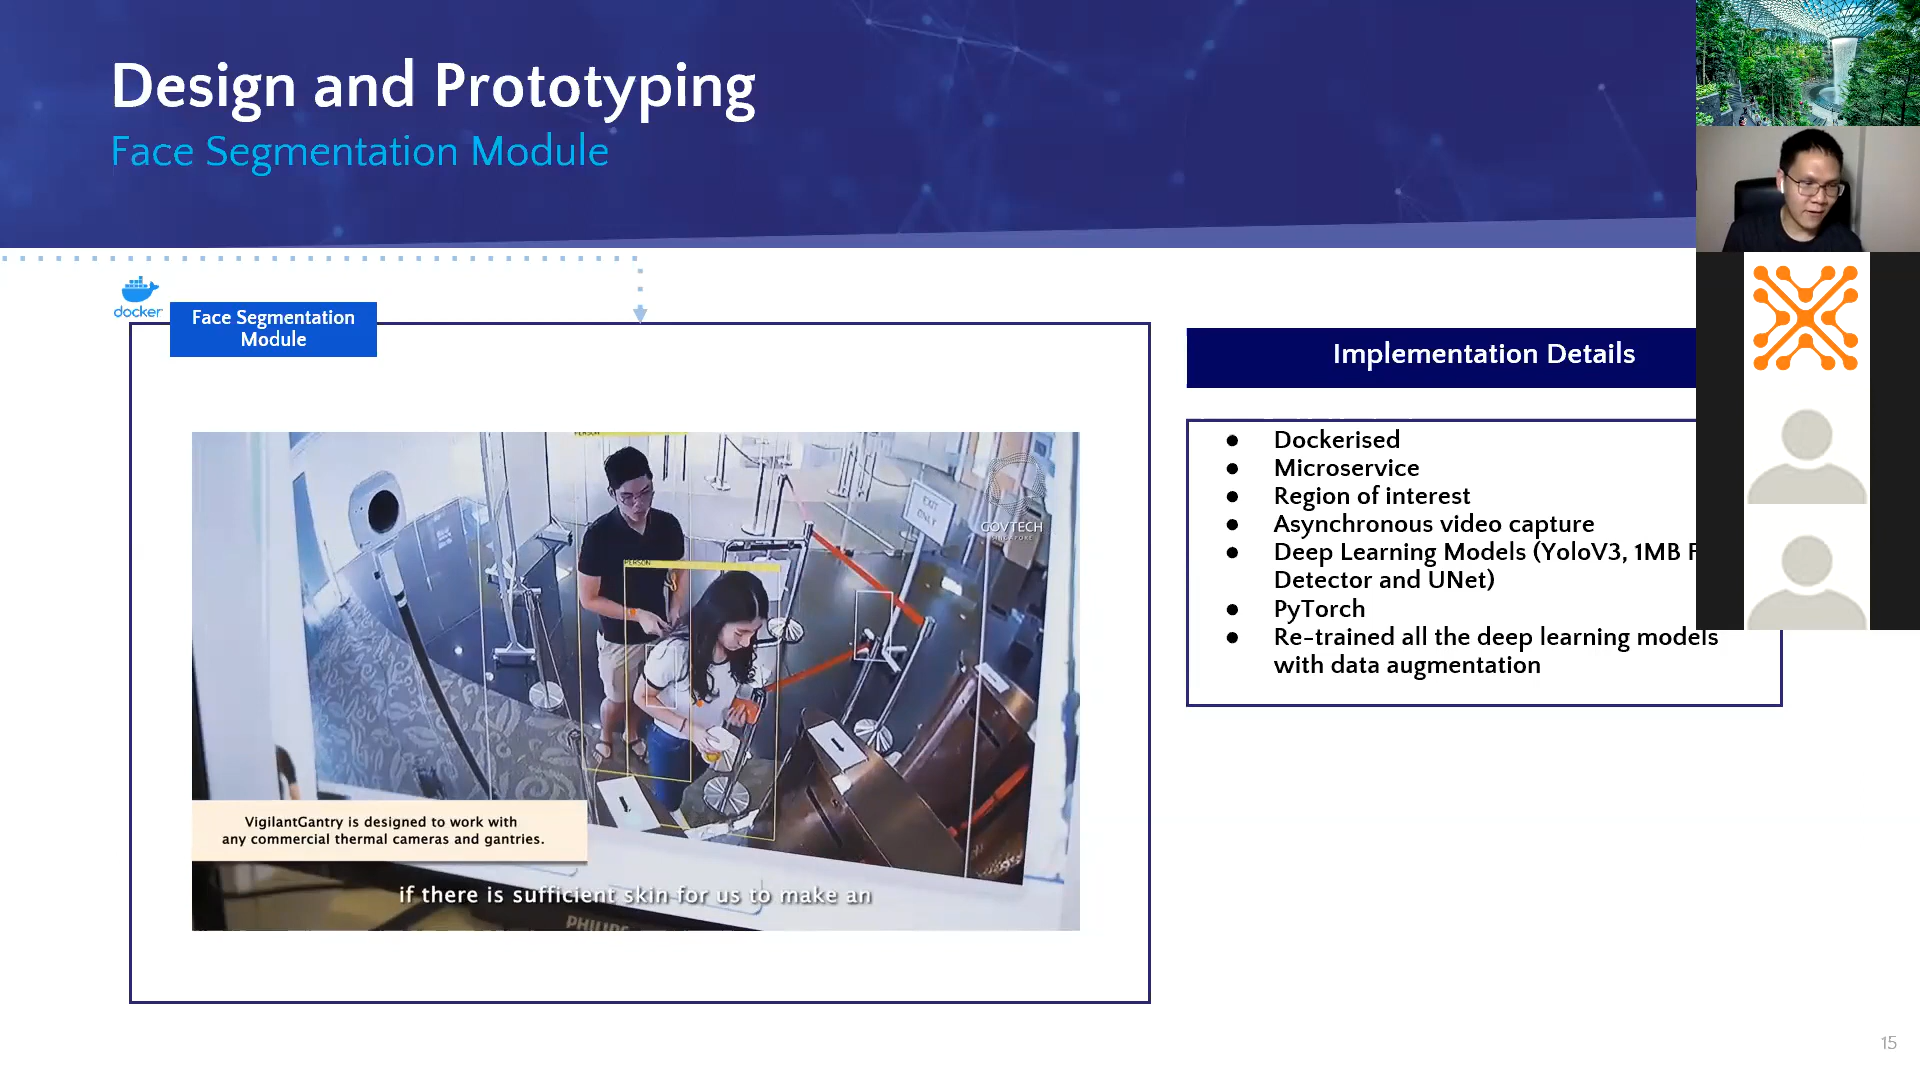 Design and Prototyping
Face Segmentation Module
docker
Face Segmentation
Module
PERSON
GOVTECH
SINGAPORE
EXIT
ONLY
PERSON
VigilantGantry is designed to work with
any commercial thermal cameras and gantries.
if there is sufficient skin for us to make an
PHILIPS
Implementation Details
● Dockerised
● Microservice
● Region of interest
● Asynchronous video capture
● Deep Learning Models (YoloV3, 1MB F
Detector and UNet)
● PyTorch
● Re-trained all the deep learning models
with data augmentation
15